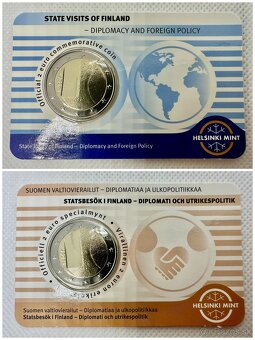 STATE VISITS OF FINLAND
– DIPLOMACY AND FOREIGN POLICY
Official 2 euro commemorative coin
HELSINKI MINT
State Visits of Finland – Diplomacy and Foreign Policy
SUOMEN VALTIOVIERAILUT – DIPLOMATIAA JA ULKOPOLITIIKKAA
STATSBESÖK I FINLAND – DIPLOMATI OCH UTRIKESPOLITIK
Officiellt 2 euro specialmynt
Virallinen 2 euron erikoisraha
HELSINKI MINT
Suomen valtiovierailut – Diplomatiaa ja ulkopolitiikkaa
Statsbesök i Finland – Diplomati och utrikespolitik